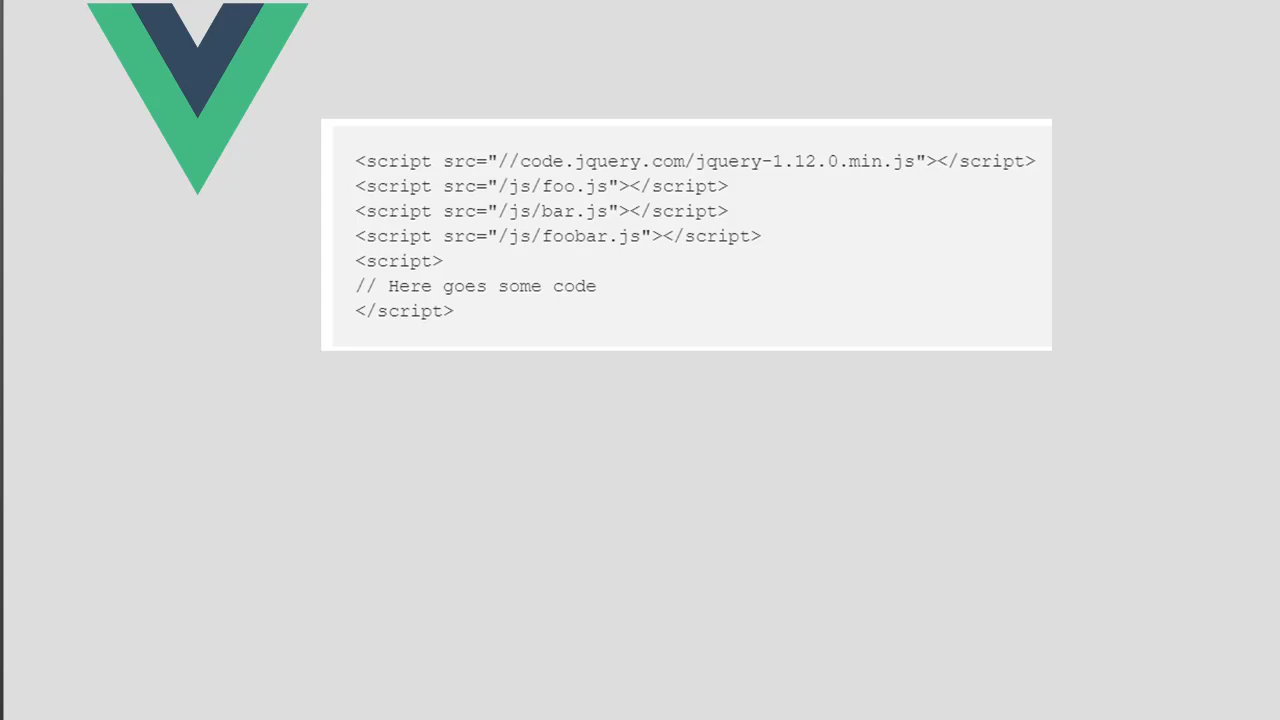 <script src="//code.jquery.com/jquery-1.12.0.min.js"></script>
<script src="/js/foo.js"></script>
<script src="/js/bar.js"></script>
<script src="/js/foobar.js"></script>
<script>
// Here goes some code
</script>